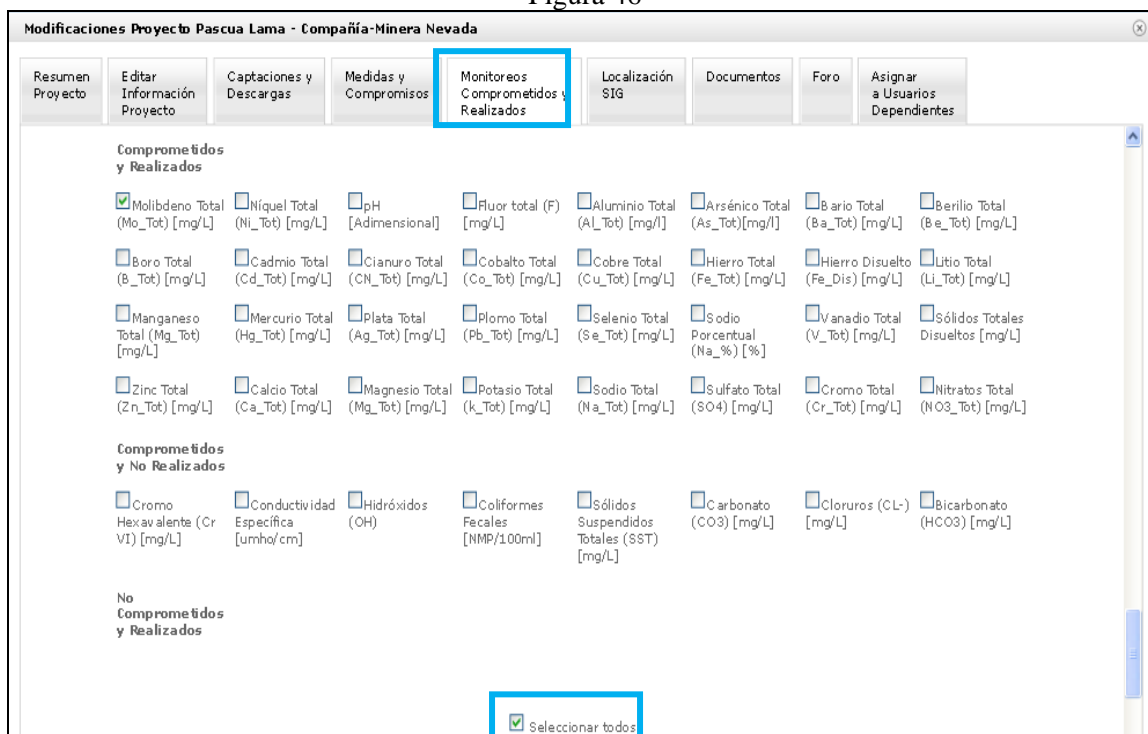 Modificaciones Proyecto Pascua Lama - Compañía-Minera Nevada
Resumen Proyecto
Editar Información Proyecto
Captaciones y Descargas
Medidas y Compromisos
Monitoreos Comprometidos y Realizados
Localización SIG
Documentos
Foro
Asignar a Usuarios Dependientes
Comprometidos
y Realizados
Molibdeno Total Níquel Total pH Fluor total (F) Aluminio Total Arsénico Total Bario Total Berilio Total
(Mo_Tot) [mg/L] (Ni_Tot) [mg/L] [Adimensional] [mg/L] (Al_Tot) [mg/l] (As_Tot)[mg/l] (Ba_Tot) [mg/L] (Be_Tot) [mg/L]
Boro Total Cadmio Total Cianuro Total Cobalto Total Cobre Total Hierro Total Hierro Disuelto Litio Total
(B_Tot) [mg/L] (Cd_Tot) [mg/L] (CN_Tot) [mg/L] (Co_Tot) [mg/L] (Cu_Tot) [mg/L] (Fe_Tot) [mg/L] (Fe_Dis) [mg/L] (Li_Tot) [mg/L]
Manganeso Mercurio Total Plata Total Plomo Total Selenio Total Sodio Vanadio Total Sólidos Totales
Total (Mg_Tot) (Hg_Tot) [mg/L] (Ag_Tot) [mg/L] (Pb_Tot) [mg/L] (Se_Tot) [mg/L] Porcentual (V_Tot) [mg/L] Disueltos [mg/L]
[mg/L] (Na_%) [%]
Zinc Total Calcio Total Magnesio Total Potasio Total Sodio Total Sulfato Total Cromo Total Nitratos Total
(Zn_Tot) [mg/L] (Ca_Tot) [mg/L] (Mg_Tot) [mg/L] (k_Tot) [mg/L] (Na_Tot) [mg/L] (SO4) [mg/L] (Cr_Tot) [mg/L] (NO3_Tot) [mg/L]
Comprometidos
y No Realizados
Cromo Conductividad Hidróxidos Coliformes Sólidos Carbonato Cloruros (CL-) Bicarbonato
Hexavalente (Cr Específica (OH) Fecales Suspendidos (CO3) [mg/L] [mg/L] (HCO3) [mg/L]
VI) [mg/L] [umho/cm] [NMP/100ml] Totales (SST)
[mg/L]
No
Comprometidos
y Realizados
Seleccionar todos